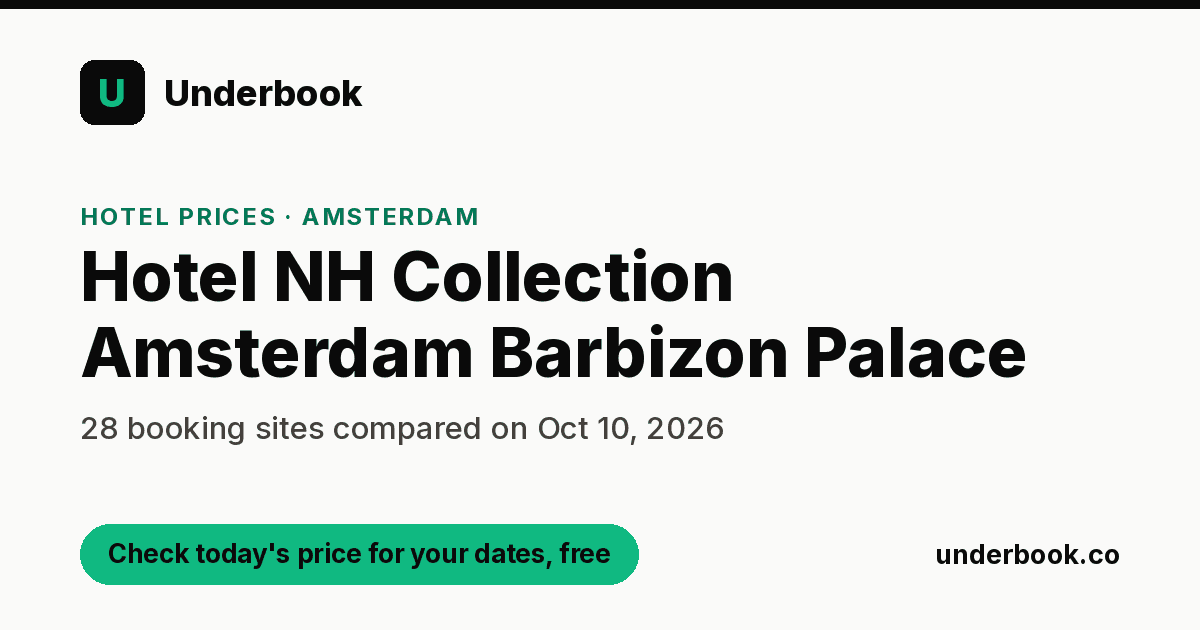 U Underbook
HOTEL PRICES · AMSTERDAM
Hotel NH Collection
Amsterdam Barbizon Palace
28 booking sites compared on Oct 10, 2026
Check today's price for your dates, free
underbook.co